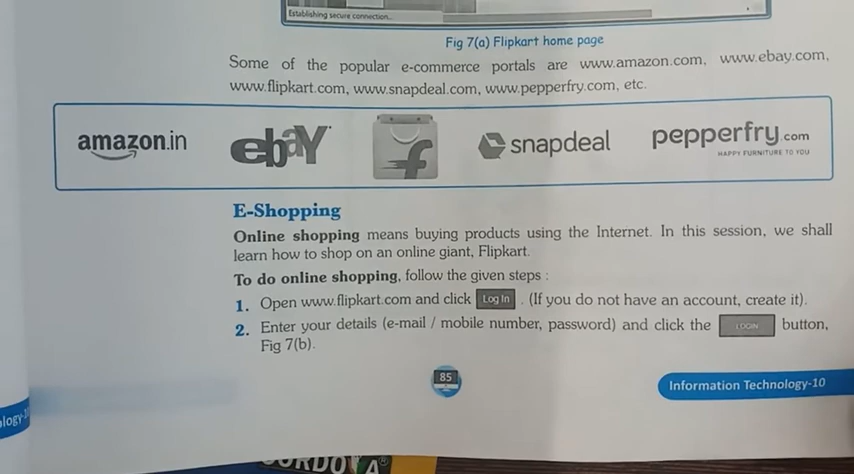 Establishing secure connection...
Fig 7(a) Flipkart home page
Some of the popular e-commerce portals are www.amazon.com, www.ebay.com,
www.flipkart.com, www.snapdeal.com, www.pepperfry.com, etc.
amazon.in ebay f snapdeal pepperfry.com
HAPPY FURNITURE TO YOU
E-Shopping
Online shopping means buying products using the Internet. In this session, we shall
learn how to shop on an online giant, Flipkart.
To do online shopping, follow the given steps :
1. Open www.flipkart.com and click Log In . (If you do not have an account, create it).
2. Enter your details (e-mail / mobile number, password) and click the LOGIN button,
Fig 7(b).
85
Information Technology-10